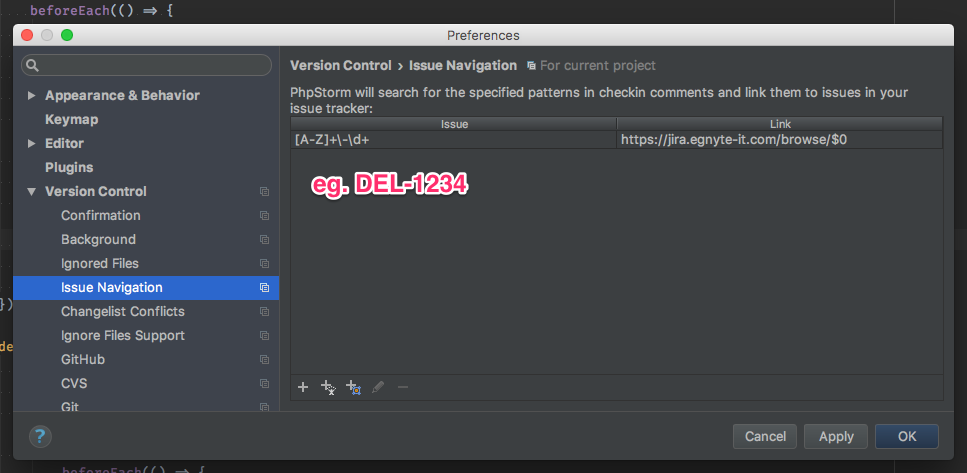 beforeEach(() => {
Preferences
Version Control › Issue Navigation For current project
PhpStorm will search for the specified patterns in checkin comments and link them to issues in your
issue tracker:
Issue Link
[A-Z]+\-\d+ https://jira.egnyte-it.com/browse/$0
eg. DEL-1234
Appearance & Behavior
Keymap
Editor
Plugins
Version Control
Confirmation
Background
Ignored Files
Issue Navigation
Changelist Conflicts
Ignore Files Support
GitHub
CVS
Git
})
de
?
Cancel Apply OK
beforeEach(() => {